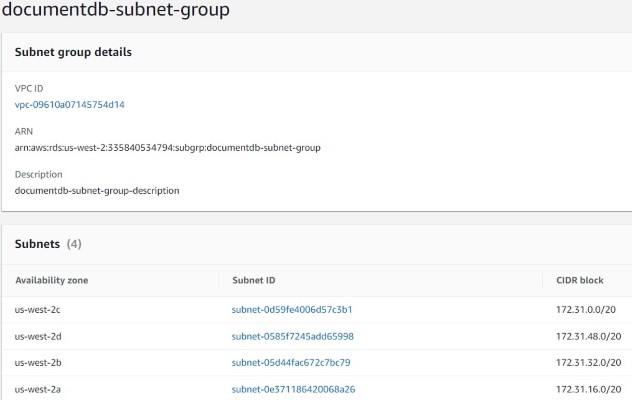 documentdb-subnet-group
Subnet group details
VPC ID
vpc-09610a07145754d14
ARN
arn:aws:rds:us-west-2:335840534794:subgrp:documentdb-subnet-group
Description
documentdb-subnet-group-description
Subnets (4)
Availability zone Subnet ID CIDR block
us-west-2c subnet-0d59fe4006d57c3b1 172.31.0.0/20
us-west-2d subnet-0585f7245add65998 172.31.48.0/20
us-west-2b subnet-05d44fac672c7bc79 172.31.32.0/20
us-west-2a subnet-0e371186420068a26 172.31.16.0/20